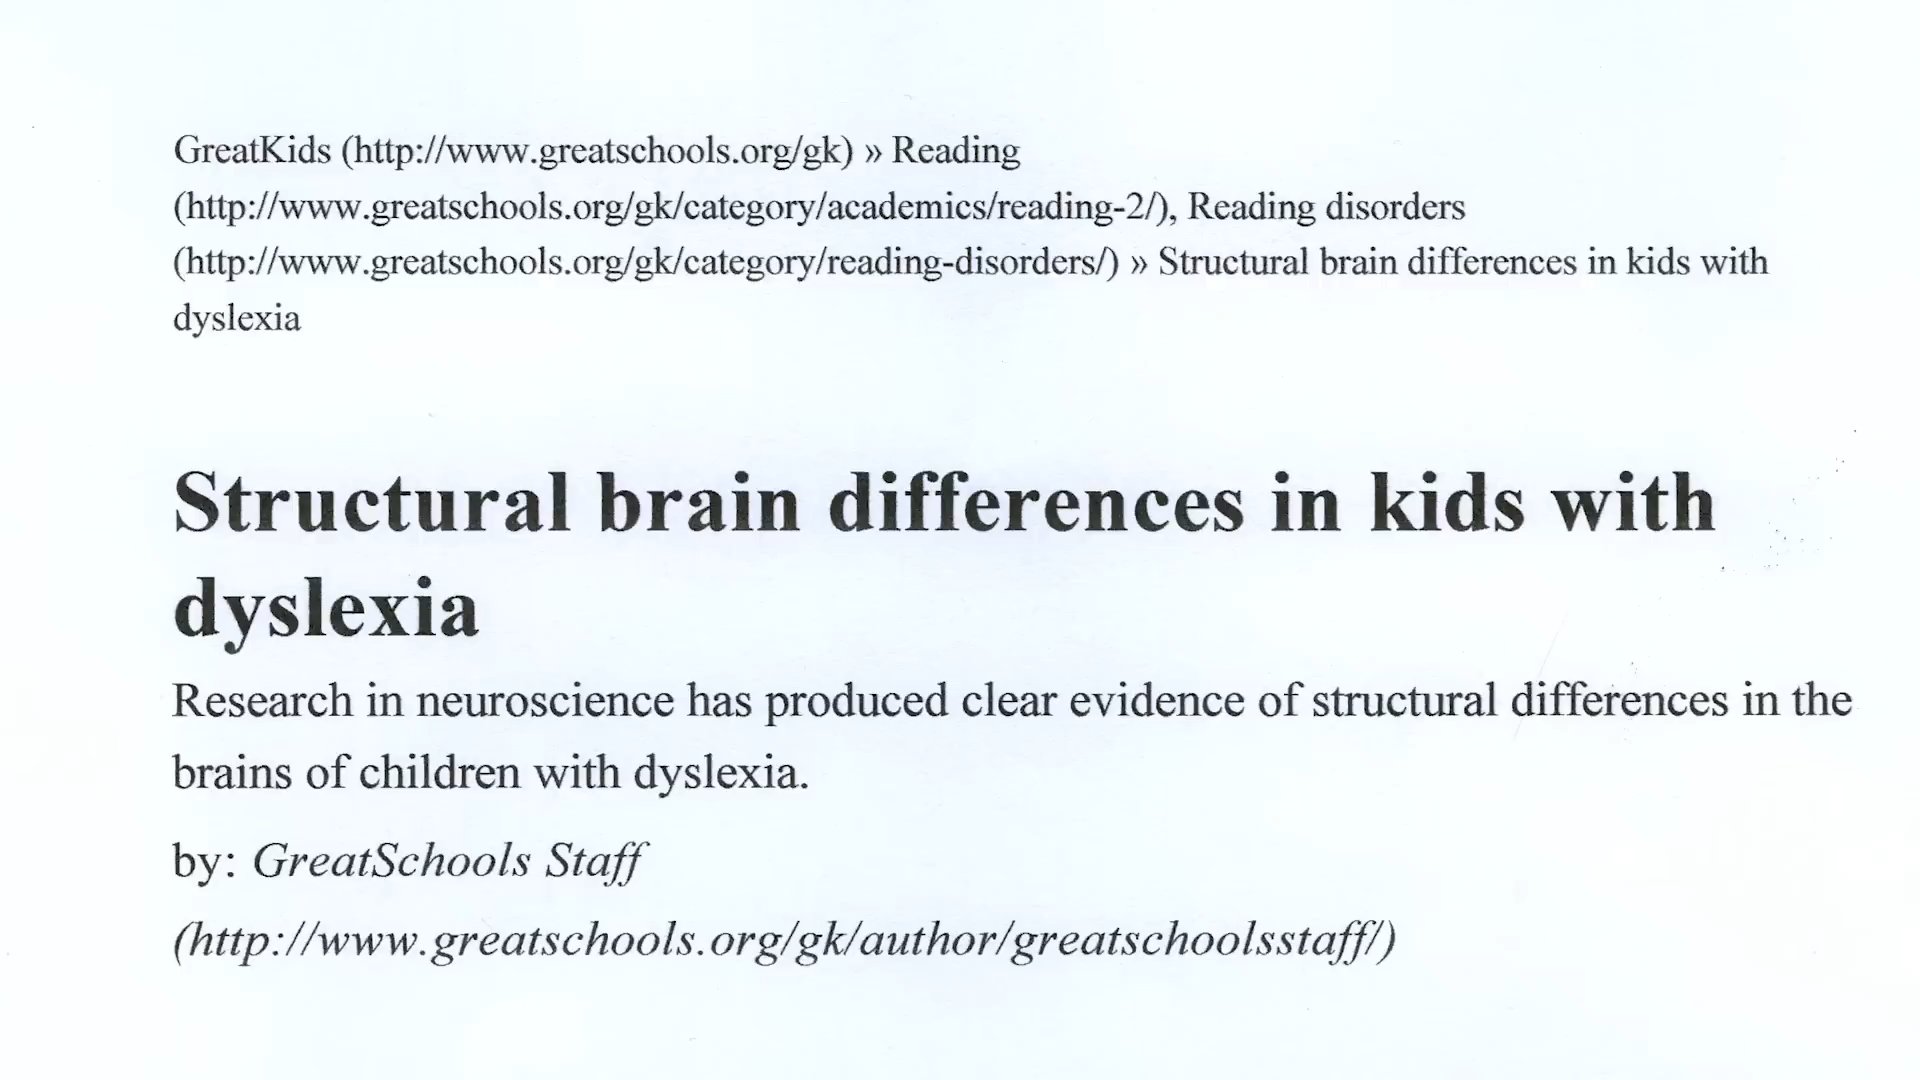 GreatKids (http://www.greatschools.org/gk) » Reading
(http://www.greatschools.org/gk/category/academics/reading-2/), Reading disorders
(http://www.greatschools.org/gk/category/reading-disorders/) » Structural brain differences in kids with
dyslexia
Structural brain differences in kids with
dyslexia
Research in neuroscience has produced clear evidence of structural differences in the
brains of children with dyslexia.
by: GreatSchools Staff
(http://www.greatschools.org/gk/author/greatschoolsstaff/)